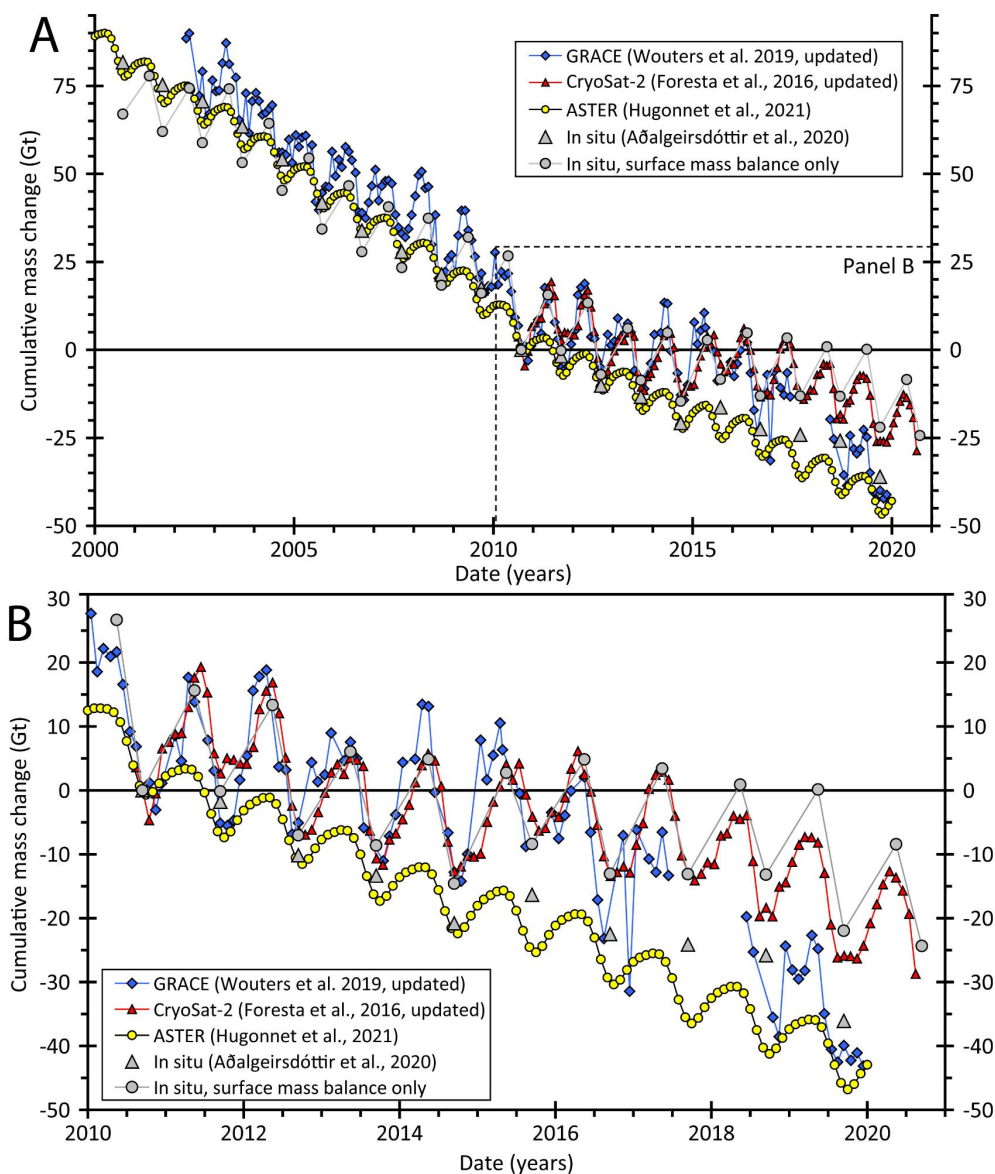 A
Cumulative mass change (Gt)
75
50
25
0
-25
-50
GRACE (Wouters et al. 2019, updated)
CryoSat-2 (Foresta et al., 2016, updated)
ASTER (Hugonnet et al., 2021)
In situ (Aðalgeirsdóttir et al., 2020)
In situ, surface mass balance only
Panel B
75
50
25
0
-25
-50
2000
2005
2010
2015
2020
Date (years)
B
Cumulative mass change (Gt)
30
20
10
0
-10
-20
-30
-40
-50
GRACE (Wouters et al. 2019, updated)
CryoSat-2 (Foresta et al., 2016, updated)
ASTER (Hugonnet et al., 2021)
In situ (Aðalgeirsdóttir et al., 2020)
In situ, surface mass balance only
30
20
10
0
-10
-20
-30
-40
-50
2010
2012
2014
2016
2018
2020
Date (years)